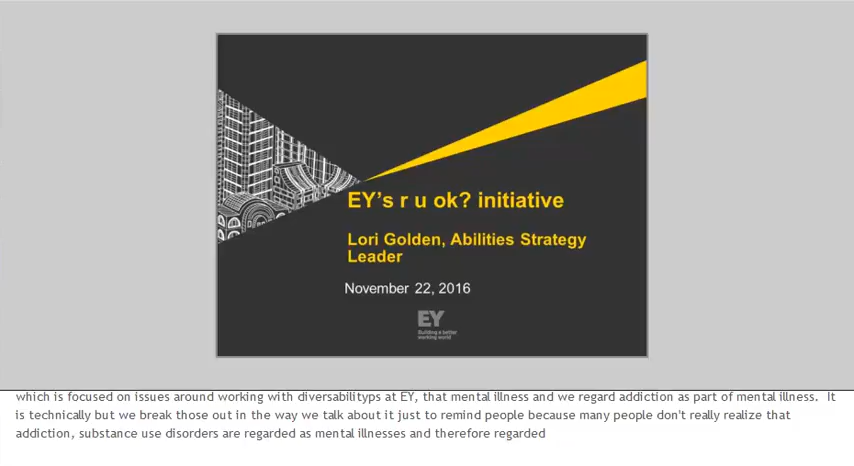 EY's r u ok? initiative
Lori Golden, Abilities Strategy
Leader
November 22, 2016
EY
Building a better
working world
which is focused on issues around working with diversabilityps at EY, that mental illness and we regard addiction as part of mental illness.  It
is technically but we break those out in the way we talk about it just to remind people because many people don't really realize that
addiction, substance use disorders are regarded as mental illnesses and therefore regarded